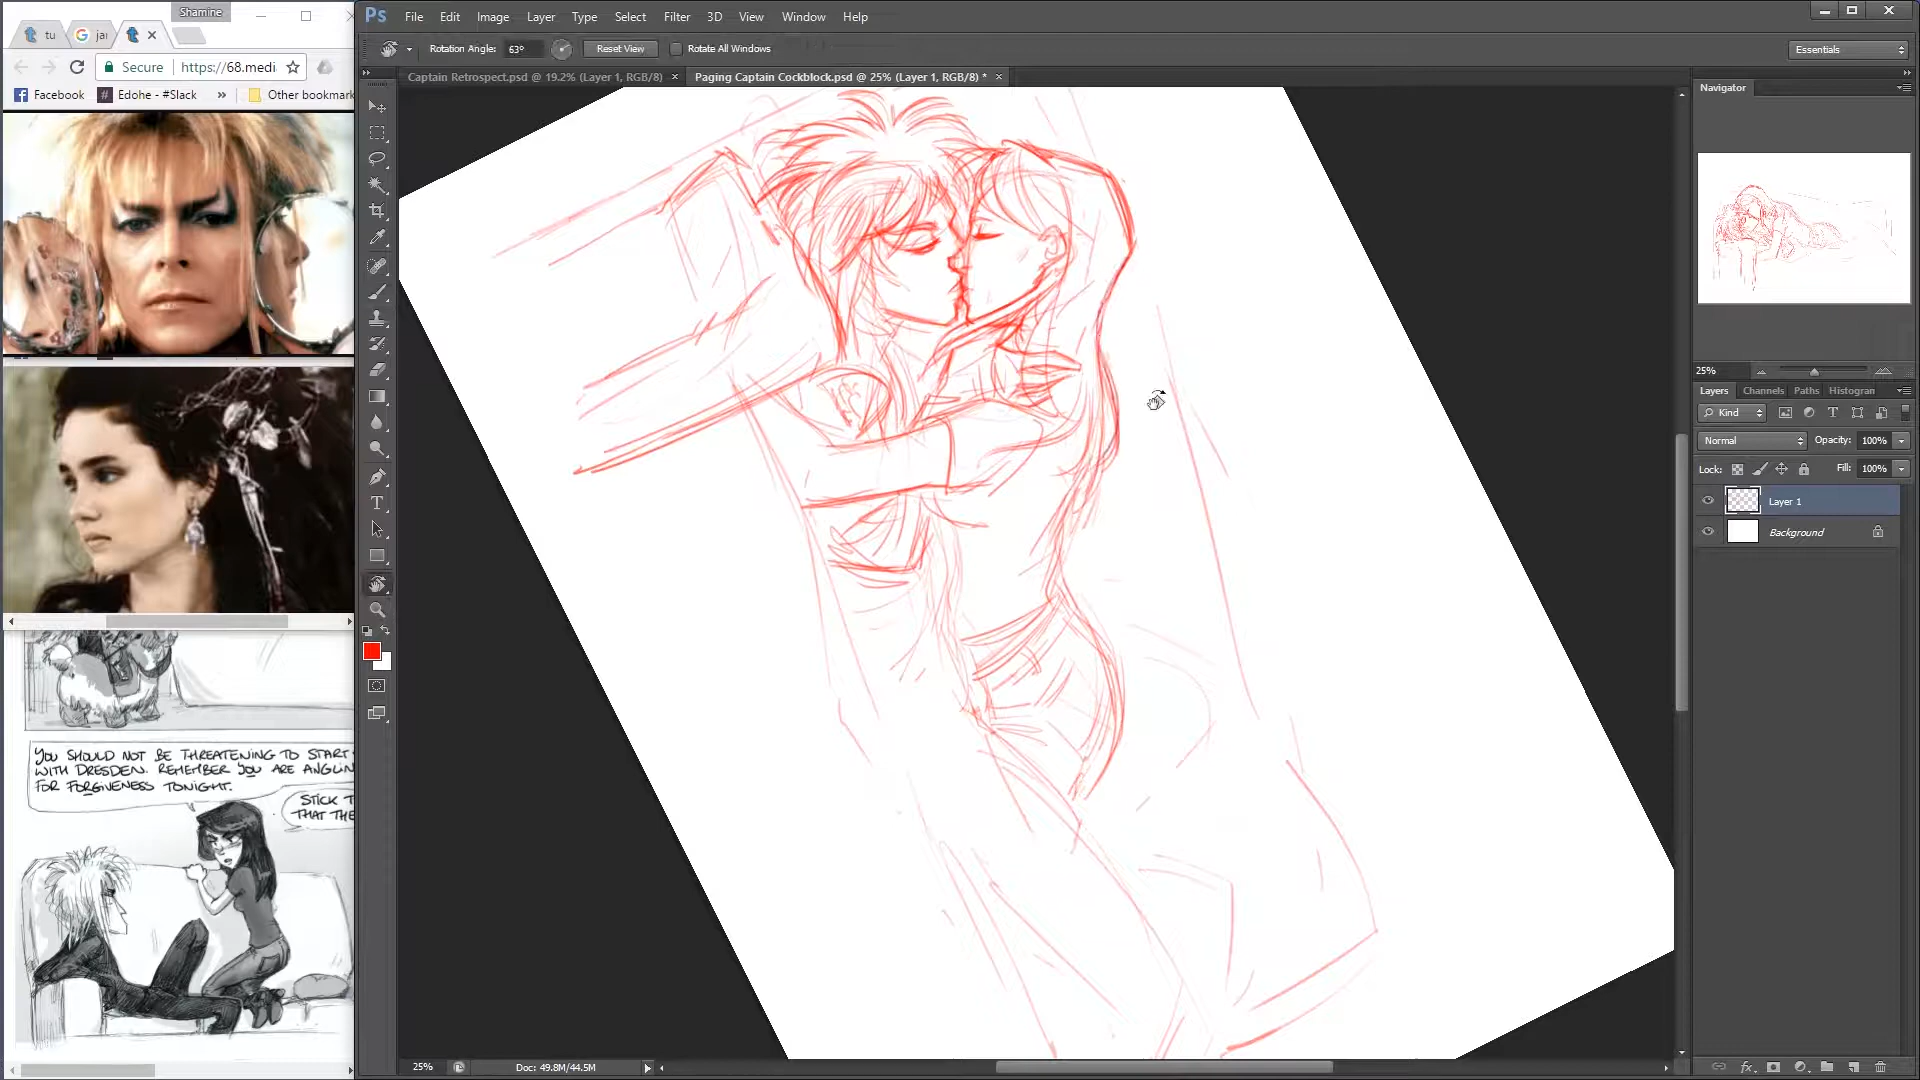 Shamine
tu
jar
Secure
https://68.medi
Facebook
Edohe - #Slack
»
Other bookmark
YOU SHOULD NOT BE THREATENING TO START
WITH DRESDEN. REMEMBER YOU ARE ANGLIN
FOR FORGIVENESS TONIGHT.
STICK T
THAT THE
Ps
File
Edit
Image
Layer
Type
Select
Filter
3D
View
Window
Help
Rotation Angle:
63°
Reset View
Rotate All Windows
Essentials
Captain Retrospect.psd @ 19.2% (Layer 1, RGB/8)
Paging Captain Cockblock.psd @ 25% (Layer 1, RGB/8) *
Navigator
25%
Layers
Channels
Paths
Histogran
Kind
Normal
Opacity:
100%
Lock:
Fill:
100%
Layer 1
Background
25%
Doc: 49.8M/44.5M